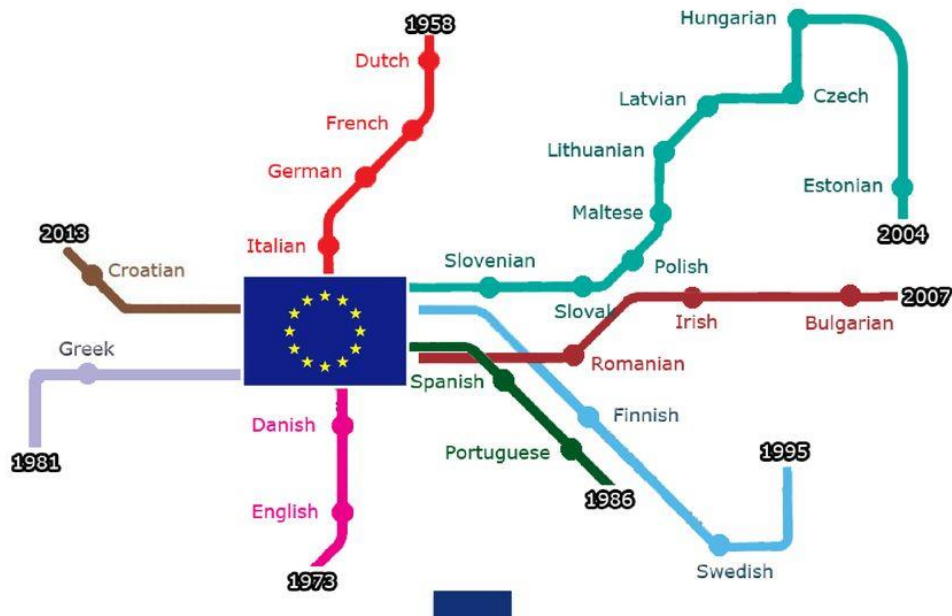 1958
Dutch
French
German
Italian
Hungarian
Czech
Latvian
Lithuanian
Maltese
Polish
Slovak
Slovenian
Estonian
2004
2013
Croatian
Greek
1981
2007
Bulgarian
Irish
Romanian
Spanish
Portuguese
1986
Finnish
Swedish
1995
Danish
English
1973